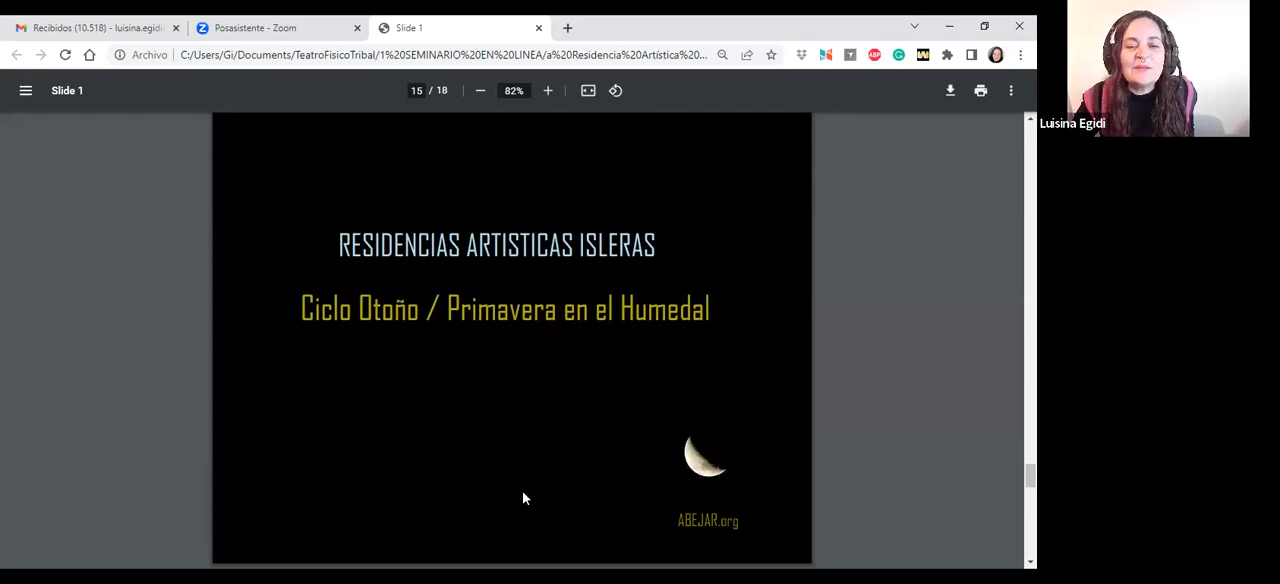 Recibidos (10.518) - luisina.egidi
Posasistente - Zoom
Slide 1
Archivo
C:/Users/Gi/Documents/TeatroFisicoTribal/1%20SEMINARIO%20EN%20LINEA/a%20Residencia%20Artística%20...
ABP
Slide 1
15 / 18
82%
Luisina Egidi
RESIDENCIAS ARTISTICAS ISLERAS
Ciclo Otoño / Primavera en el Humedal
ABEJAR.org